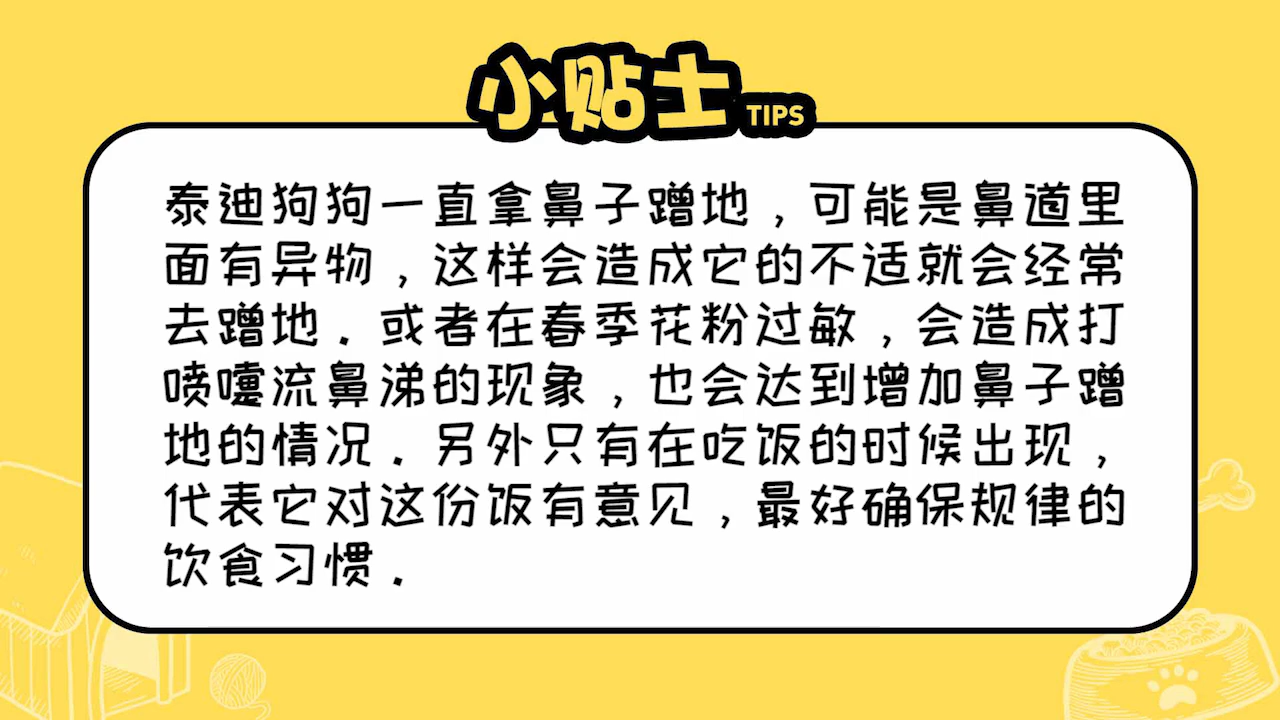 小贴士 TIPS
泰迪狗狗一直拿鼻子蹭地，可能是鼻道里
面有异物，这样会造成它的不适就会经常
去蹭地．或者在春季花粉过敏，会造成打
喷嚏流鼻涕的现象，也会达到增加鼻子蹭
地的情况．另外只有在吃饭的时候出现，
代表它对这份饭有意见，最好确保规律的
饮食习惯．